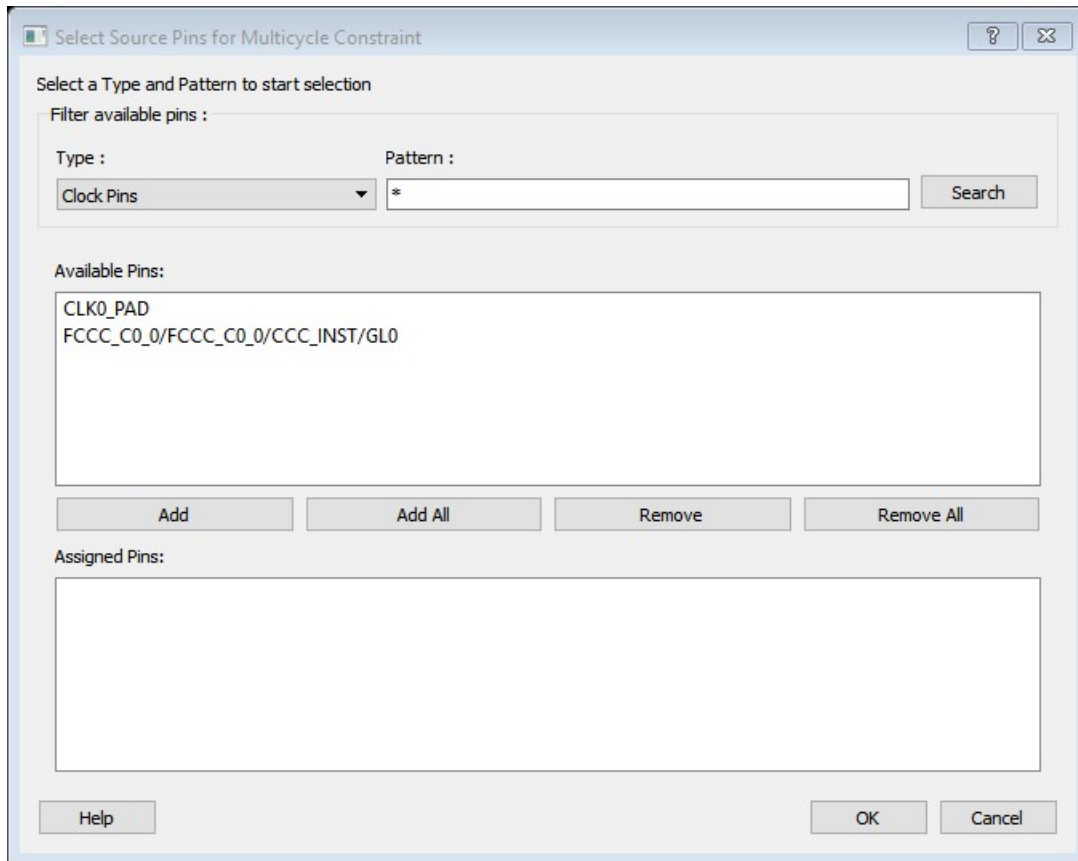 Select Source Pins for Multicycle Constraint
Select a Type and Pattern to start selection
Filter available pins :
Type : Pattern :
Clock Pins * Search
Available Pins:
CLK0_PAD
FCCC_C0_0/FCCC_C0_0/CCC_INST/GL0
Add Add All Remove Remove All
Assigned Pins:
Help OK Cancel